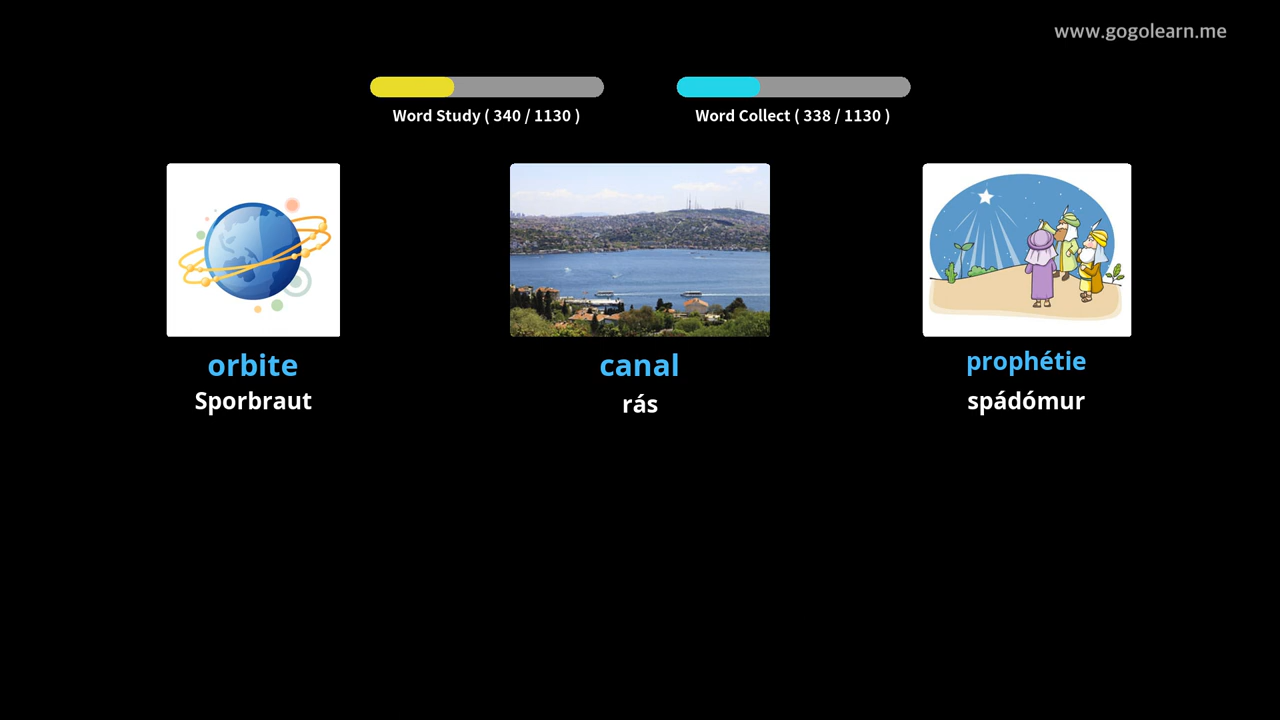 www.gogolearn.me
Word Study ( 340 / 1130 )
Word Collect ( 338 / 1130 )
orbite
Sporbraut
canal
rás
prophétie
spádómur